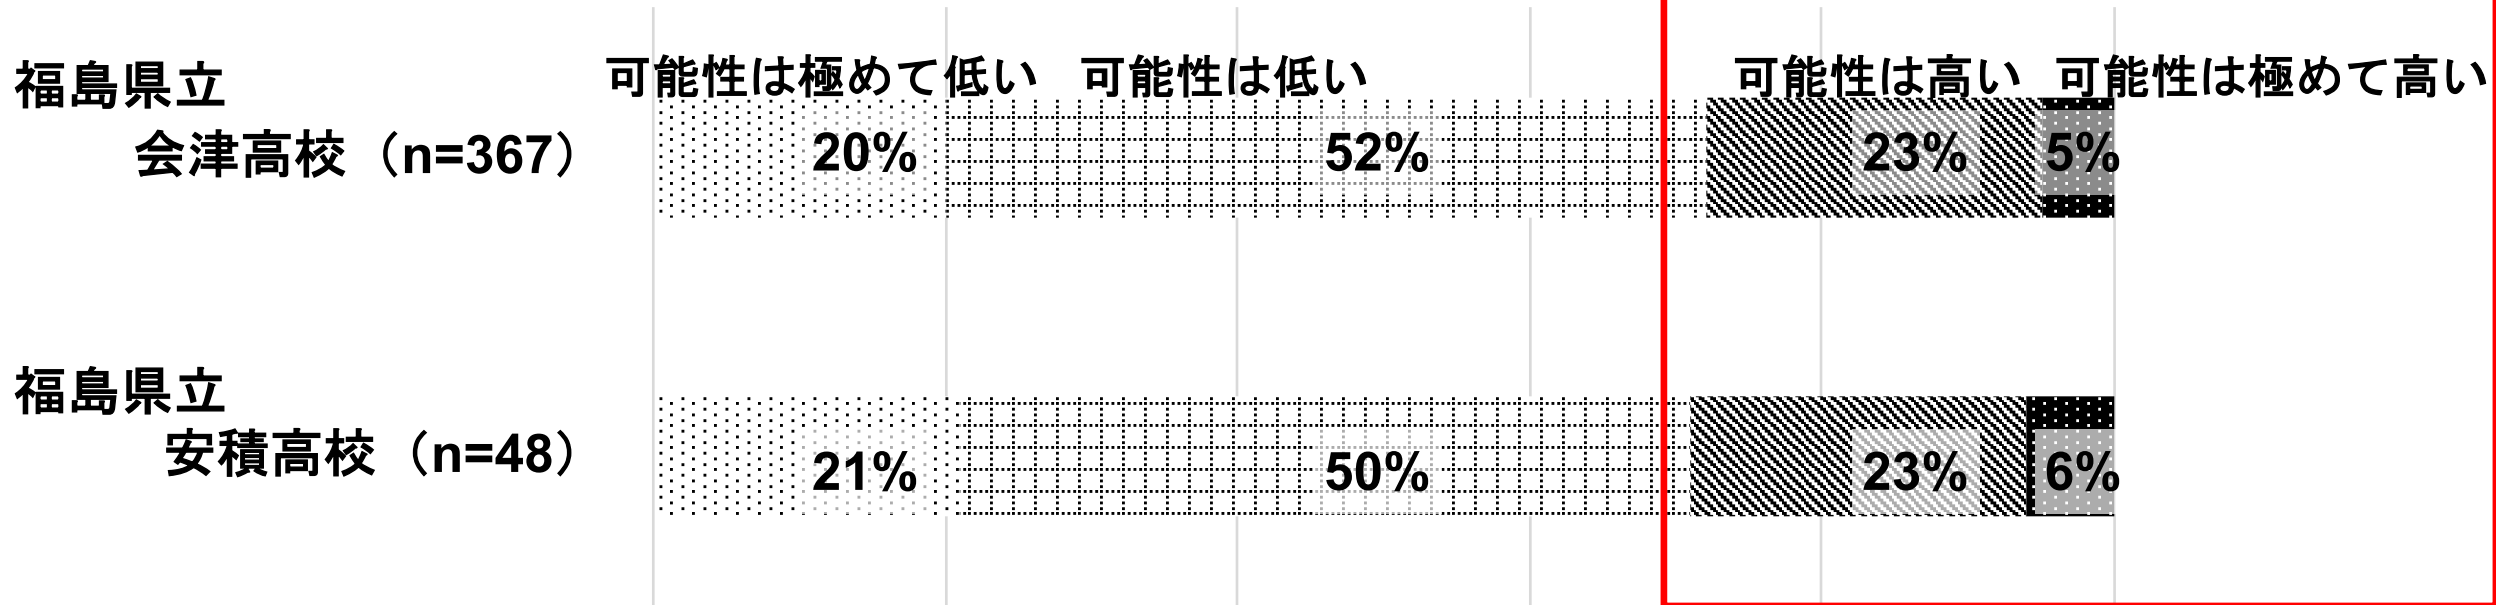 可能性は極めて低い 可能性は低い 可能性は高い 可能性は極めて高い
福島県立
会津高校（n=397） 20% 52% 23% 5%
福島県立
安積高校（n=48） 21% 50% 23% 6%